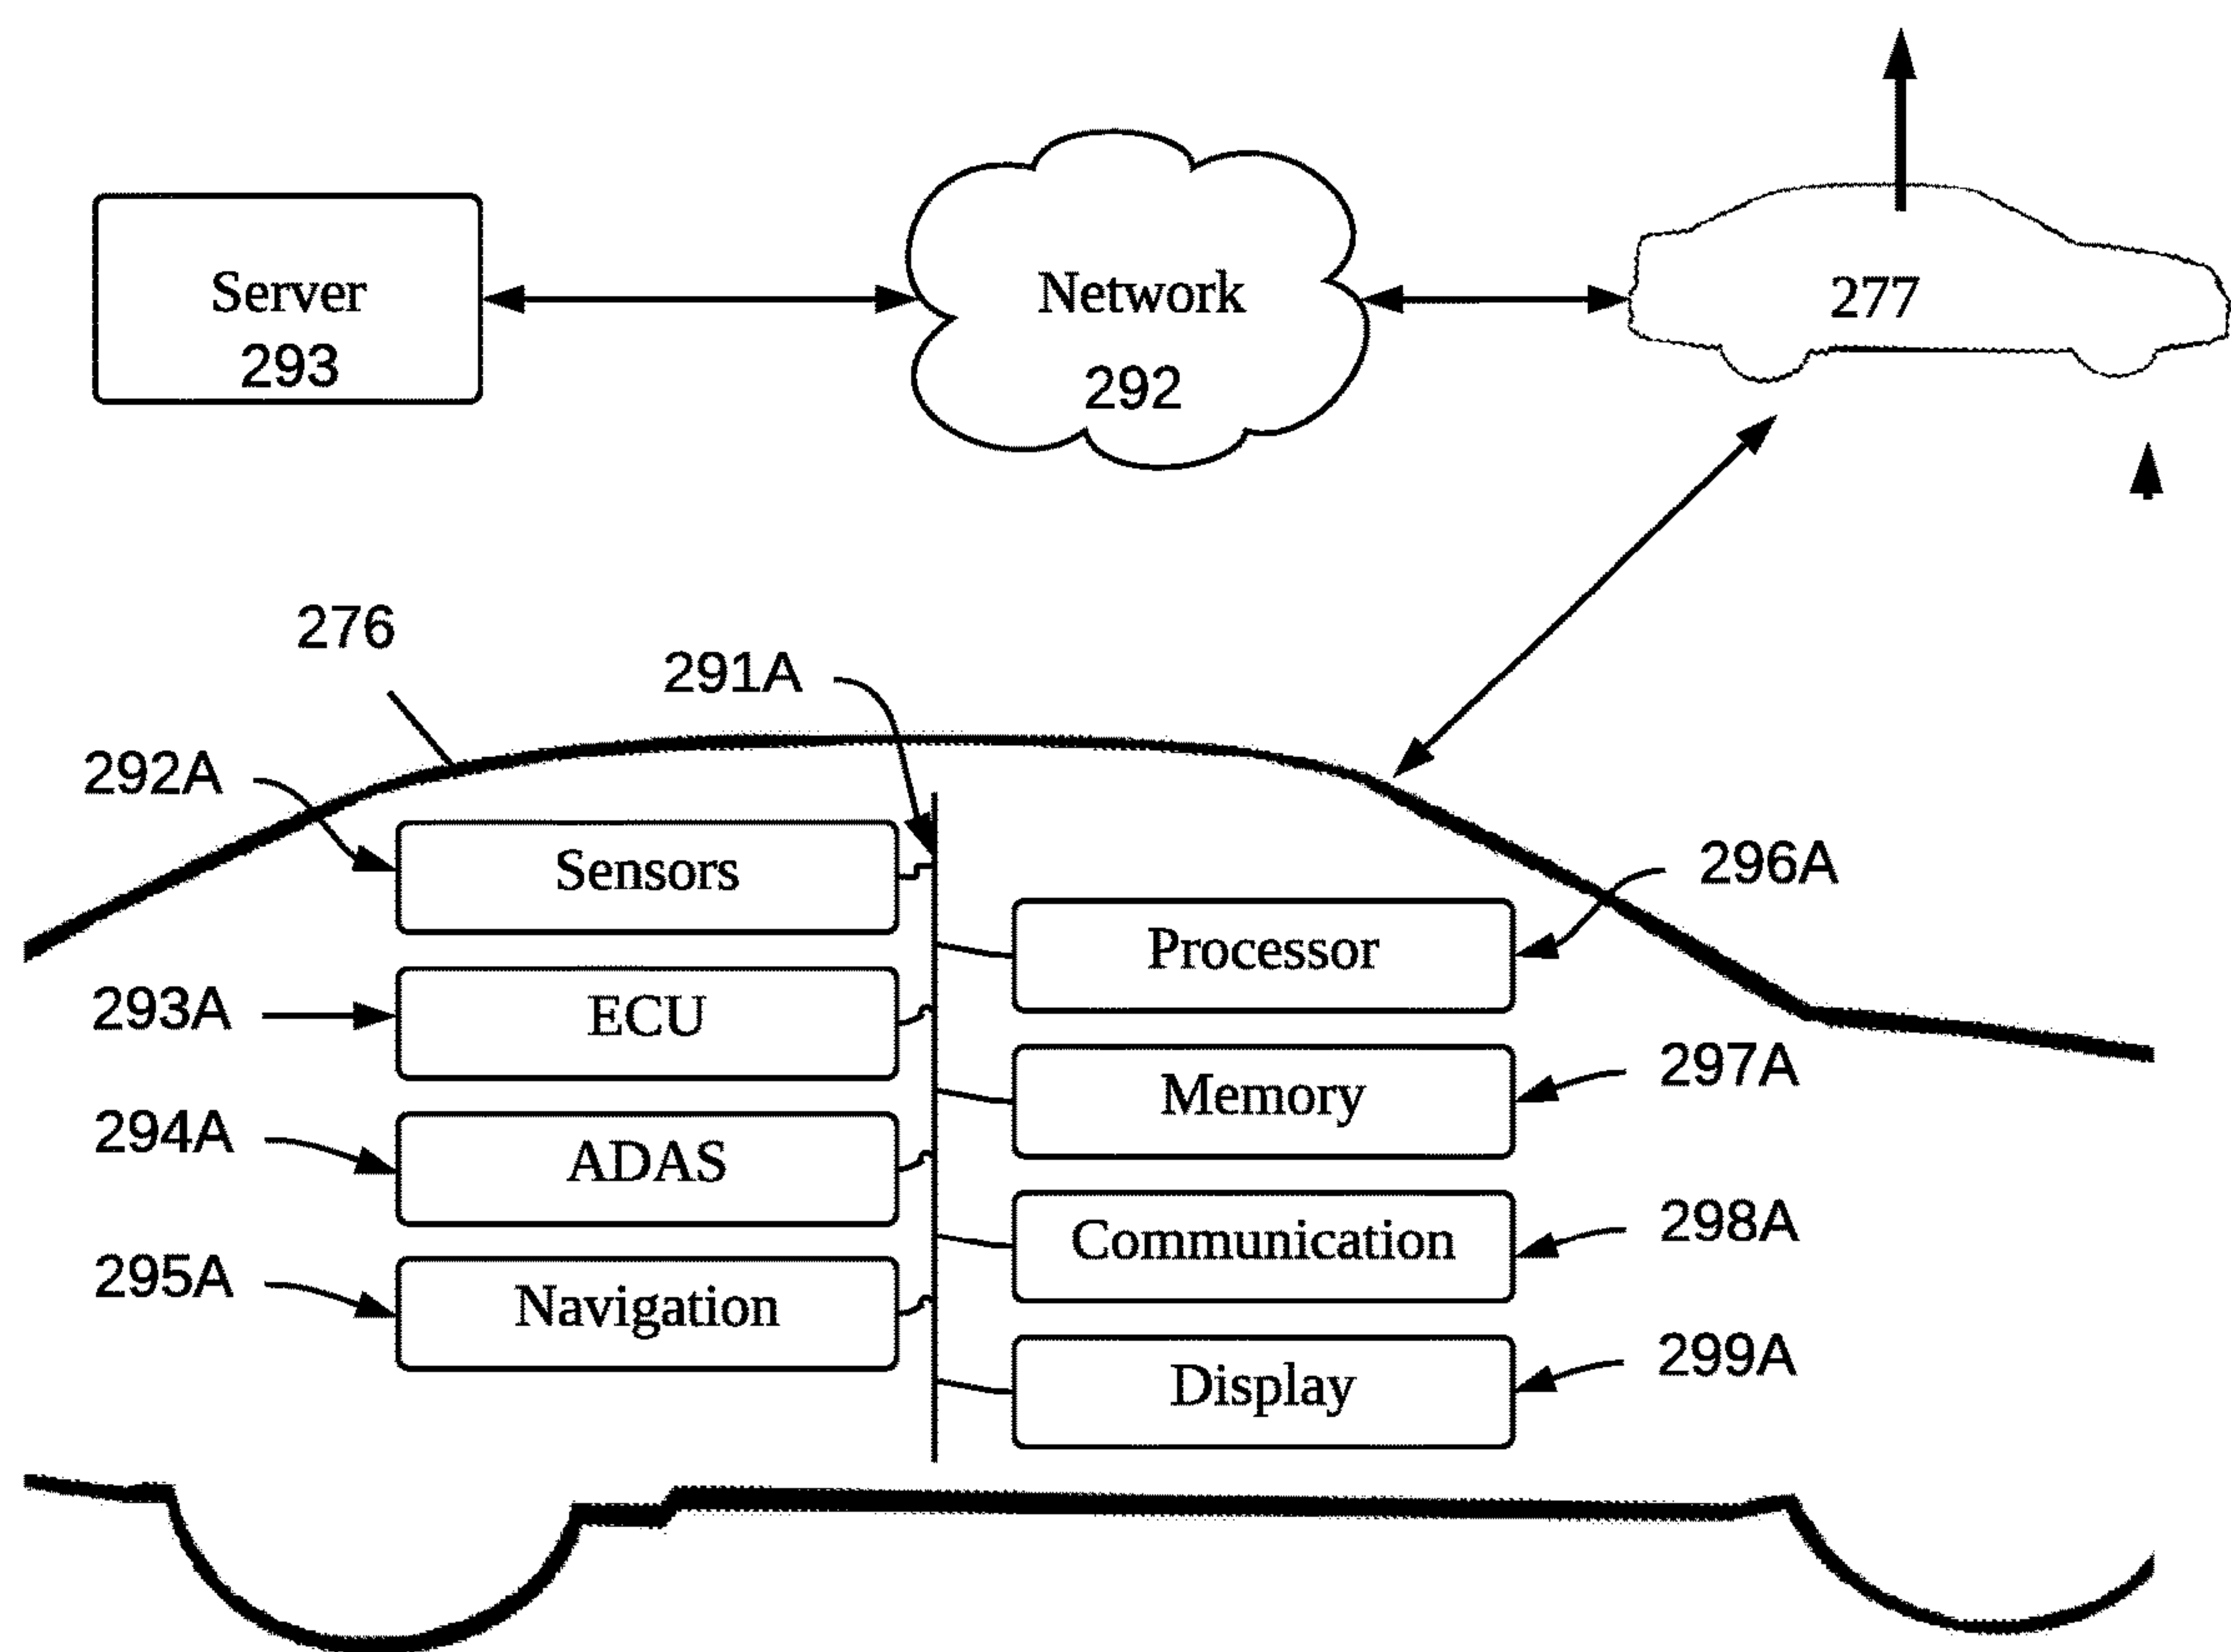 Server
293
Network
292
277
276
291A
292A
Sensors
296A
Processor
293A
ECU
297A
Memory
294A
ADAS
298A
Communication
295A
Navigation
299A
Display